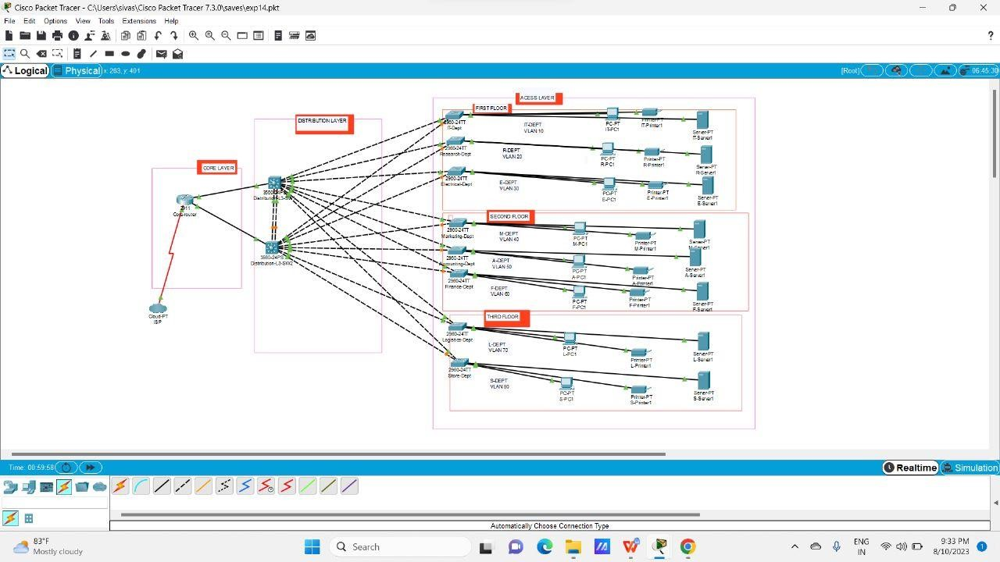 Cisco Packet Tracer - C:\Users\sivas\Cisco Packet Tracer 7.3.0\saves\exp14.pkt
File Edit Options View Tools Extensions Help
?
Logical Physical x: 263, y: 401 [Root] 06:45:30
ACESS LAYER
FIRST FLOOR
DISTRIBUTION LAYER
CORE LAYER
2960-24TT
IT-Dept
IT-DEPT
VLAN 10
PC-PT
IT-PC1
Printer-PT
IT-Printer1
Server-PT
IT-Server1
2960-24TT
Research-Dept
R-DEPT
VLAN 20
PC-PT
R-PC1
Printer-PT
R-Printer1
Server-PT
R-Server1
2960-24TT
Electrical-Dept
E-DEPT
VLAN 30
PC-PT
E-PC1
Printer-PT
E-Printer1
Server-PT
E-Server1
2911
Core-router
Distribution-L3-SW
3560-24PS
Distribution-L3-SW2
Cloud-PT
ISP
SECOND FLOOR
2960-24TT
Marketing-Dept
M-DEPT
VLAN 40
PC-PT
M-PC1
Printer-PT
M-Printer1
Server-PT
M-Server1
2960-24TT
Accounting-Dept
A-DEPT
VLAN 50
PC-PT
A-PC1
Printer-PT
A-Printer1
Server-PT
A-Server1
2960-24TT
Finance-Dept
F-DEPT
VLAN 60
PC-PT
F-PC1
Printer-PT
F-Printer1
Server-PT
F-Server1
THIRD FLOOR
2960-24TT
Logistics-Dept
L-DEPT
VLAN 70
PC-PT
L-PC1
Printer-PT
L-Printer1
Server-PT
L-Server1
2960-24TT
Store-Dept
S-DEPT
VLAN 80
PC-PT
S-PC1
Printer-PT
S-Printer1
Server-PT
S-Server1
Time: 00:59:58 Realtime Simulation
Automatically Choose Connection Type
83°F
Mostly cloudy
Search
ENG
IN
9:33 PM
8/10/2023
1